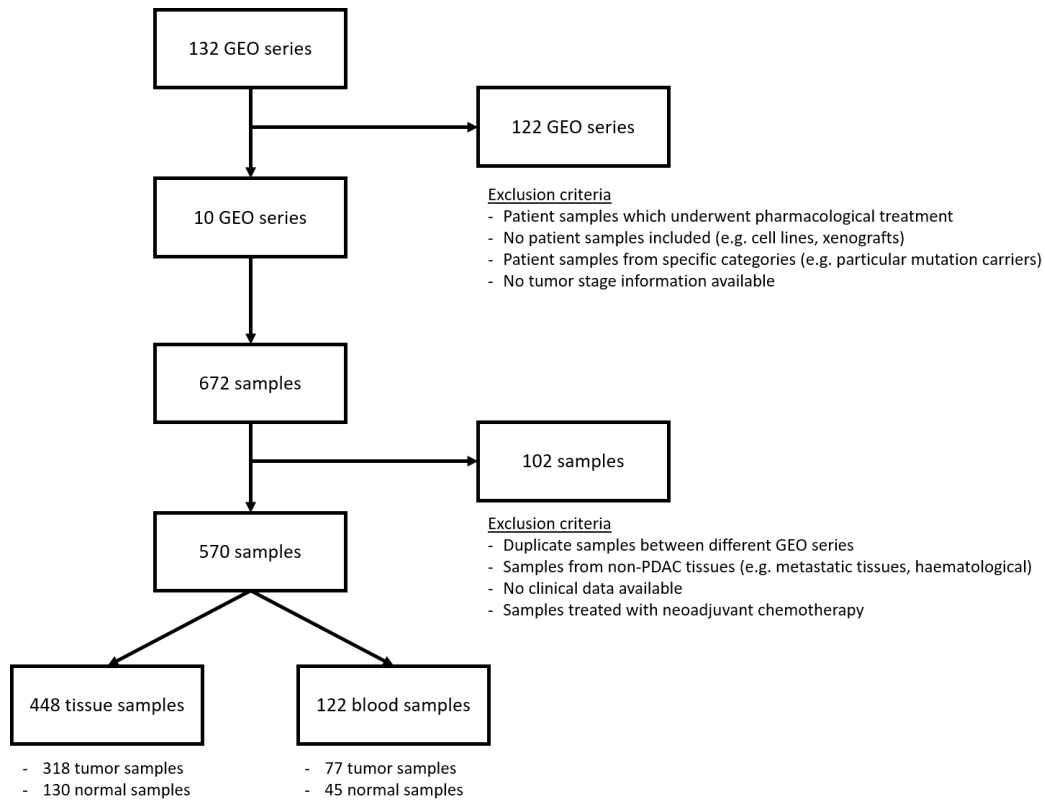 132 GEO series
122 GEO series
Exclusion criteria
- Patient samples which underwent pharmacological treatment
- No patient samples included (e.g. cell lines, xenografts)
- Patient samples from specific categories (e.g. particular mutation carriers)
- No tumor stage information available
10 GEO series
672 samples
102 samples
Exclusion criteria
- Duplicate samples between different GEO series
- Samples from non-PDAC tissues (e.g. metastatic tissues, haematological)
- No clinical data available
- Samples treated with neoadjuvant chemotherapy
570 samples
448 tissue samples
- 318 tumor samples
- 130 normal samples
122 blood samples
- 77 tumor samples
- 45 normal samples